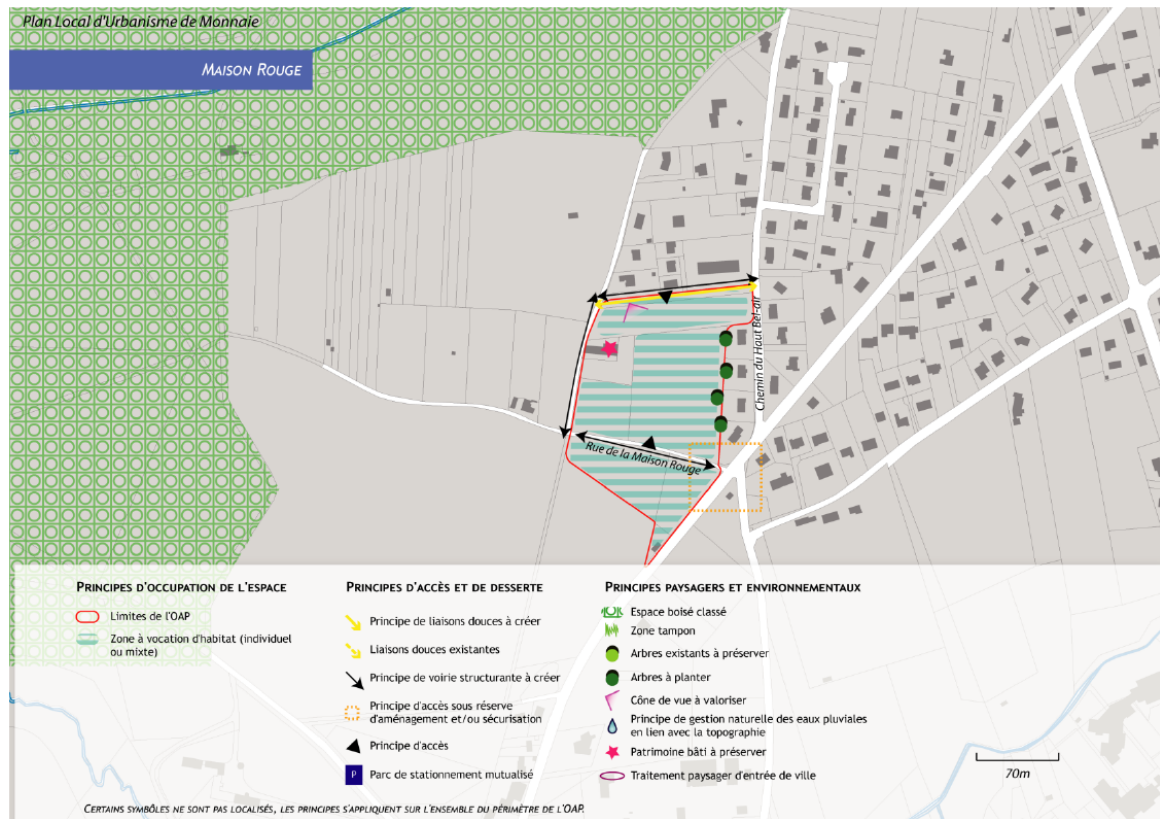 Plan Local d'Urbanisme de Monnaie
MAISON ROUGE
Chemin du Haut Bel-air
Rue de la Maison Rouge
PRINCIPES D'OCCUPATION DE L'ESPACE
Limites de l'OAP
Zone à vocation d'habitat (individuel
ou mixte)
PRINCIPES D'ACCÈS ET DE DESSERTE
Principe de liaisons douces à créer
Liaisons douces existantes
Principe de voirie structurante à créer
Principe d'accès sous réserve
d'aménagement et/ou sécurisation
Principe d'accès
P
Parc de stationnement mutualisé
PRINCIPES PAYSAGERS ET ENVIRONNEMENTAUX
Espace boisé classé
Zone tampon
Arbres existants à préserver
Arbres à planter
Cône de vue à valoriser
Principe de gestion naturelle des eaux pluviales
en lien avec la topographie
Patrimoine bâti à préserver
Traitement paysager d'entrée de ville
70m
CERTAINS SYMBÔLES NE SONT PAS LOCALISÉS, LES PRINCIPES S'APPLIQUENT SUR L'ENSEMBLE DU PÉRIMÈTRE DE L'OAP.